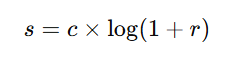 s = c × log(1 + r)